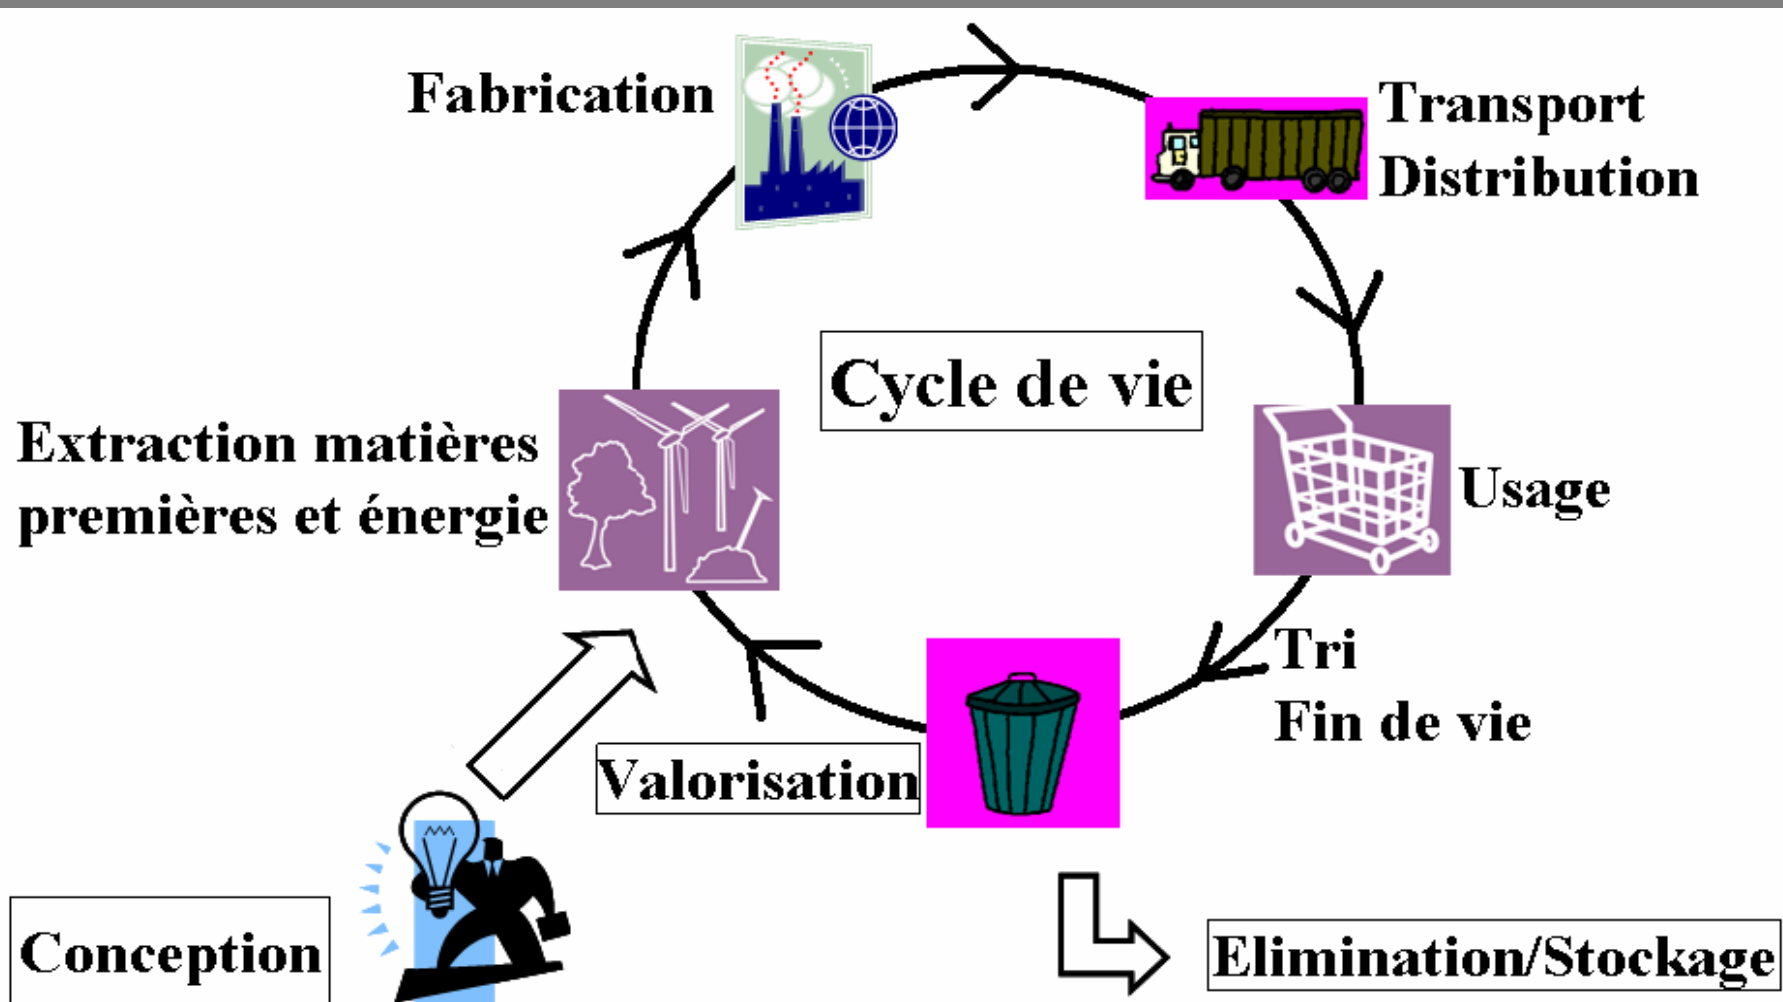 Fabrication
Transport
Distribution
Cycle de vie
Extraction matières
premières et énergie
Usage
Tri
Fin de vie
Valorisation
Conception
Elimination/Stockage